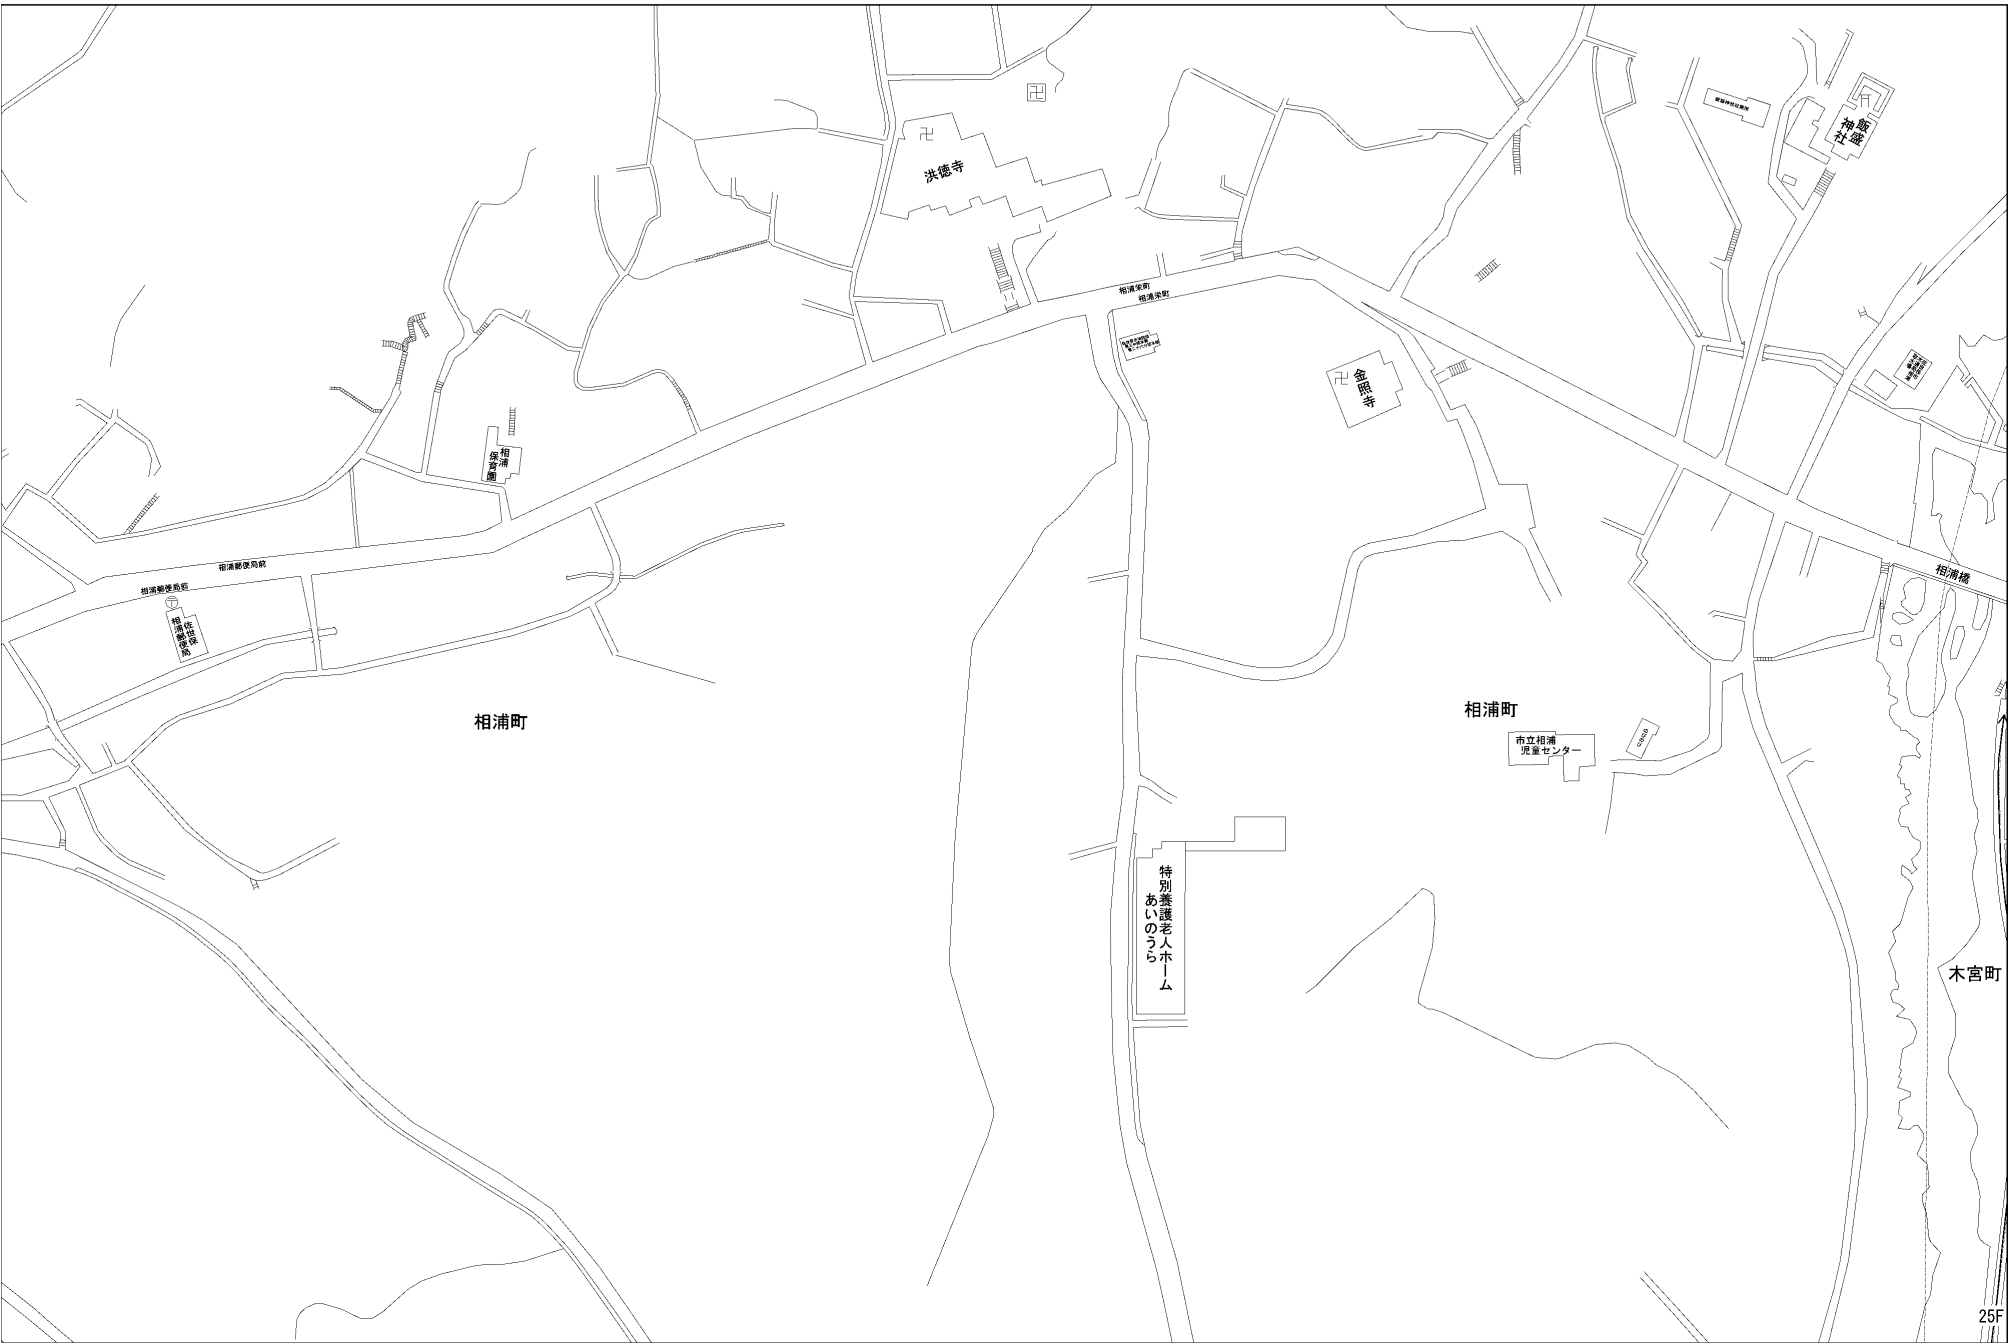 飯盛
神社
洪徳寺
相浦栄町
相浦栄町
金照寺
相浦
保育園
相浦郵便局前
相浦郵便局前
佐世保
相浦郵便局
相浦橋
相浦町
相浦町
市立相浦
児童センター
特別養護老人ホーム
あいのうら
木宮町
25F